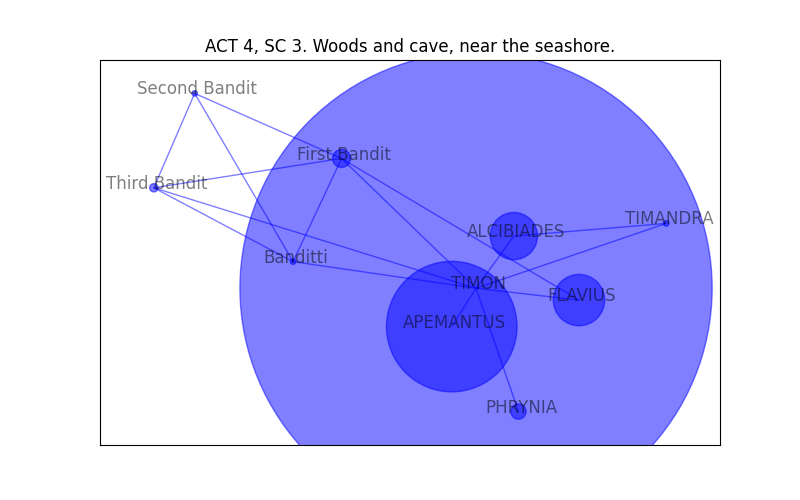 ACT 4, SC 3. Woods and cave, near the seashore.
Second Bandit
First Bandit
Third Bandit
TIMANDRA
ALCIBIADES
Banditti
TIMON
FLAVIUS
APEMANTUS
PHRYNIA